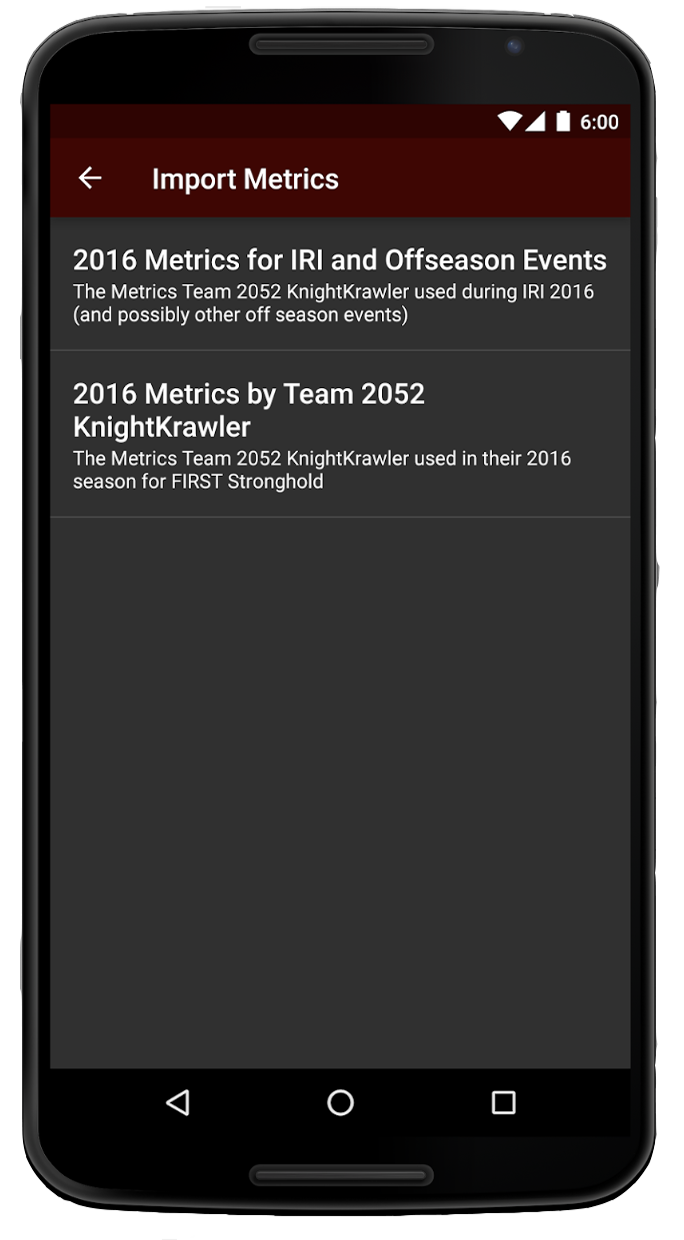 6:00
Import Metrics
2016 Metrics for IRI and Offseason Events
The Metrics Team 2052 KnightKrawler used during IRI 2016
(and possibly other off season events)
2016 Metrics by Team 2052
KnightKrawler
The Metrics Team 2052 KnightKrawler used in their 2016
season for FIRST Stronghold